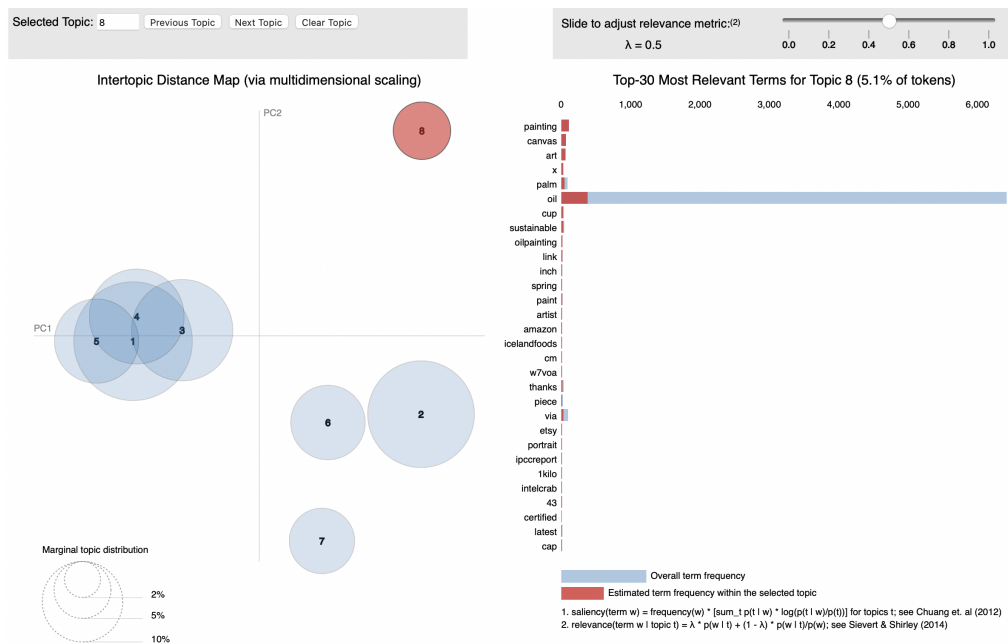 Selected Topic: 8 Previous Topic Next Topic Clear Topic
Slide to adjust relevance metric:(2)
λ = 0.5
0.0 0.2 0.4 0.6 0.8 1.0
Intertopic Distance Map (via multidimensional scaling)
PC2
8
4
3
PC1
5
1
2
6
7
Marginal topic distribution
2%
5%
10%
Top-30 Most Relevant Terms for Topic 8 (5.1% of tokens)
0 1,000 2,000 3,000 4,000 5,000 6,000
painting
canvas
art
x
palm
oil
cup
sustainable
oilpainting
link
inch
spring
paint
artist
amazon
icelandfoods
cm
w7voa
thanks
piece
via
etsy
portrait
ipccreport
1kilo
intelcrab
43
certified
latest
cap
Overall term frequency
Estimated term frequency within the selected topic
1. saliency(term w) = frequency(w) * [sum_t p(t | w) * log(p(t | w)/p(t))] for topics t; see Chuang et. al (2012)
2. relevance(term w | topic t) = λ * p(w | t) + (1 - λ) * p(w | t)/p(w); see Sievert & Shirley (2014)